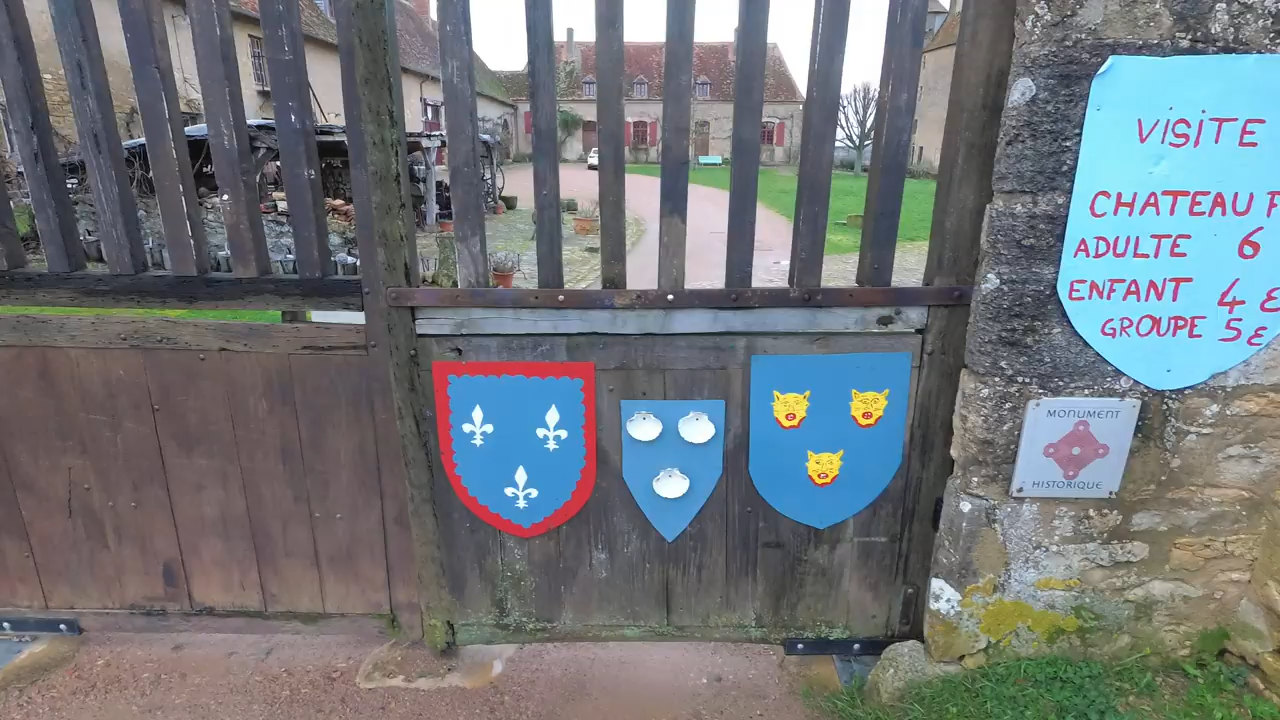 VISITE
CHATEAU
ADULTE 6
ENFANT 4 €
GROUPE 5€
MONUMENT
HISTORIQUE